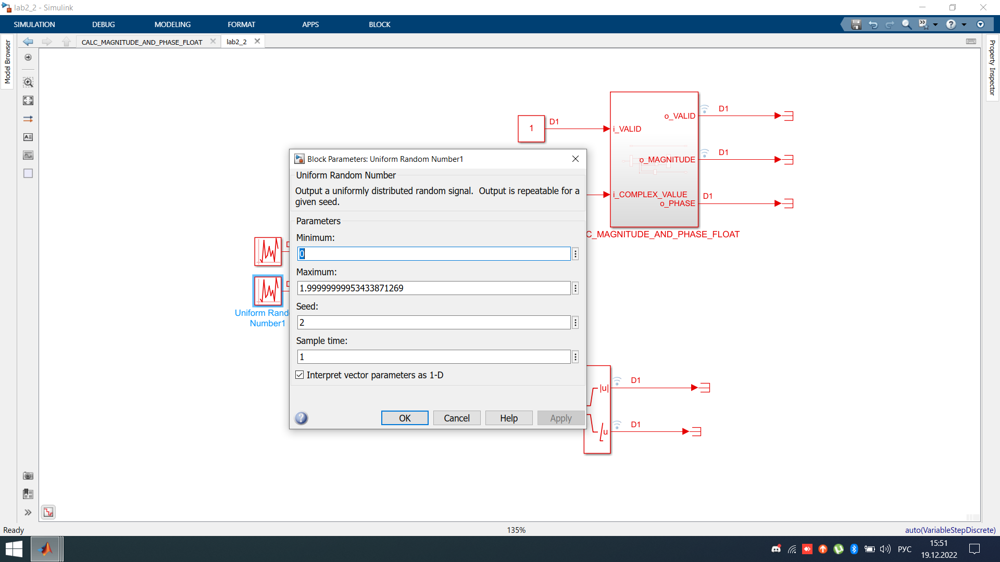 lab2_2 - Simulink
SIMULATION DEBUG MODELING FORMAT APPS BLOCK
CALC_MAGNITUDE_AND_PHASE_FLOAT lab2_2
Model Browser
Property Inspector
1
D1
i_VALID
i_COMPLEX_VALUE
o_VALID
D1
o_MAGNITUDE
D1
o_PHASE
D1
C_MAGNITUDE_AND_PHASE_FLOAT
Uniform Rand
Number1
Block Parameters: Uniform Random Number1
Uniform Random Number
Output a uniformly distributed random signal.  Output is repeatable for a
given seed.
Parameters
Minimum:
0
Maximum:
1.99999999953433871269
Seed:
2
Sample time:
1
Interpret vector parameters as 1-D
OK Cancel Help Apply
|u|
D1
∠u
D1
Ready 135% auto(VariableStepDiscrete)
РУС
15:51
19.12.2022